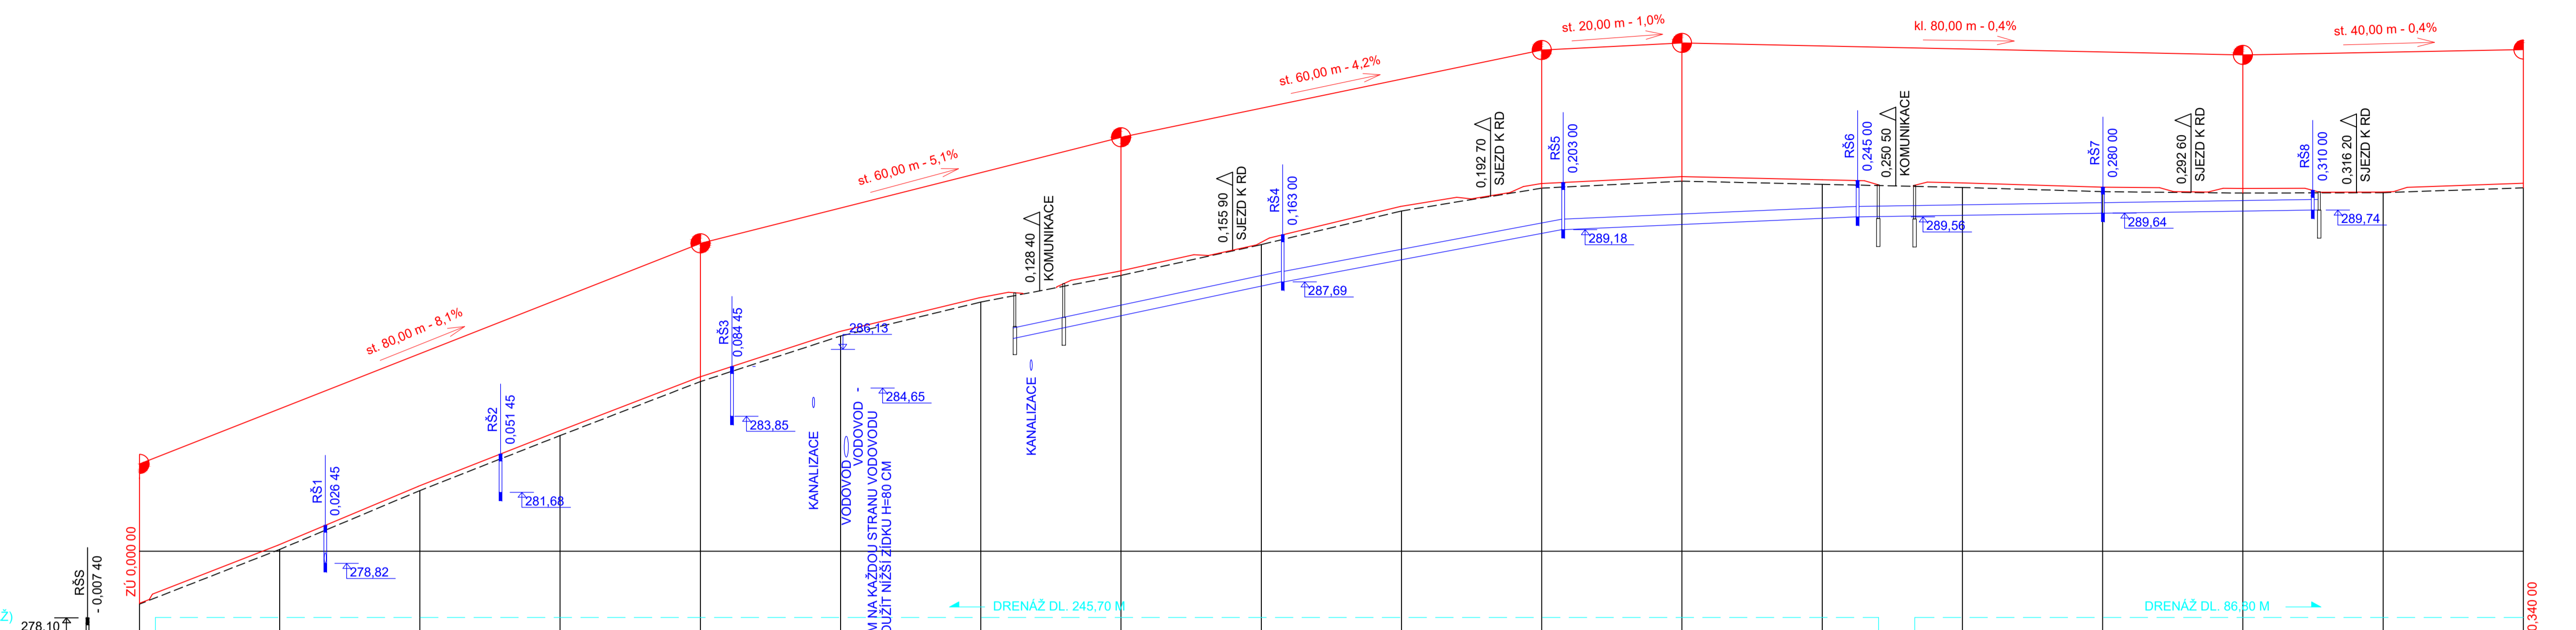 st. 80,00 m - 8,1%
st. 60,00 m - 5,1%
st. 60,00 m - 4,2%
st. 20,00 m - 1,0%
kl. 80,00 m - 0,4%
st. 40,00 m - 0,4%
278,10
RŠS
- 0,007 40
ZÚ 0,000 00
RŠ1
0,026 45
278,82
RŠ2
0,051 45
281,68
RŠ3
0,084 45
283,85
KANALIZACE
286,13
VODOVOD
VODOVOD
284,65
M NA KAŽDOU STRANU VODOVODU
OUŽÍT NIŽŠÍ ZÍDKU H=80 CM
0,128 40
KOMUNIKACE
KANALIZACE
0,155 90
SJEZD K RD
RŠ4
0,163 00
287,69
0,192 70
SJEZD K RD
RŠ5
0,203 00
289,18
RŠ6
0,245 00
0,250 50
KOMUNIKACE
289,56
RŠ7
0,280 00
289,64
0,292 60
SJEZD K RD
RŠ8
0,310 00
289,74
0,316 20
SJEZD K RD
DRENÁŽ DL. 245,70 M
DRENÁŽ DL. 86,80 M
0,340 00
Ž)